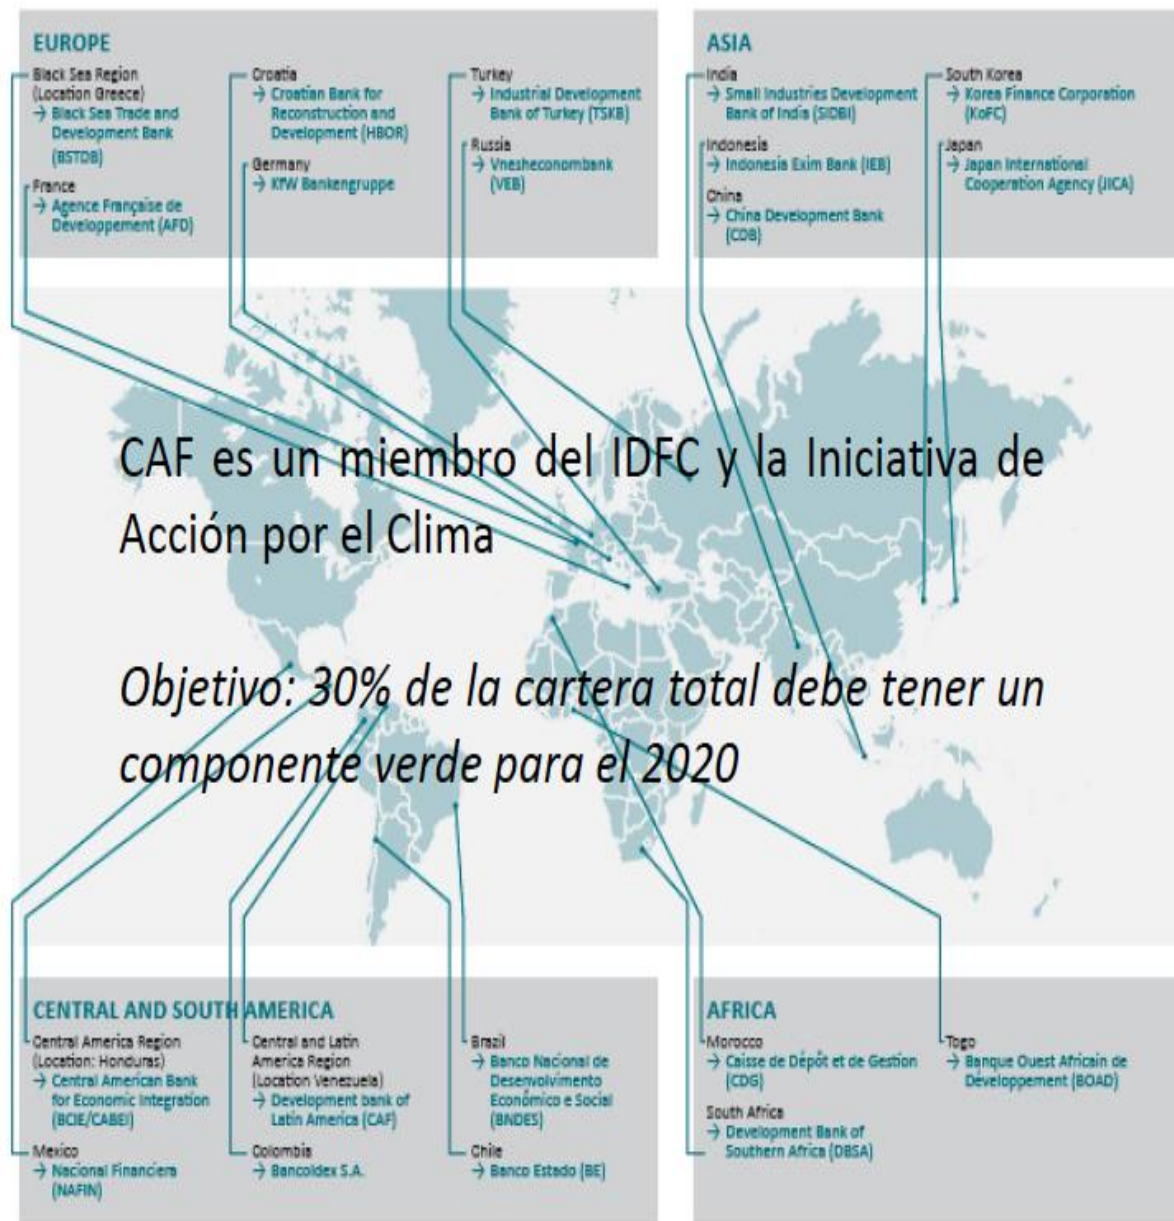 EUROPE
Black Sea Region
(Location Greece)
→ Black Sea Trade and
Development Bank
(BSTDB)
France
→ Agence Française de
Developpement (AFD)
Croatia
→ Croatian Bank for
Reconstruction and
Development (HBOR)
Germany
→ KfW Bankengruppe
Turkey
→ Industrial Development
Bank of Turkey (TSKB)
Russia
→ Vnesheconombank
(VEB)
ASIA
India
→ Small Industries Development
Bank of India (SIDBI)
Indonesia
→ Indonesia Exim Bank (IEB)
China
→ China Development Bank
(CDB)
South Korea
→ Korea Finance Corporation
(KoFC)
Japan
→ Japan International
Cooperation Agency (JICA)
CAF es un miembro del IDFC y la Iniciativa de
Acción por el Clima
Objetivo: 30% de la cartera total debe tener un
componente verde para el 2020
CENTRAL AND SOUTH AMERICA
Central America Region
(Location: Honduras)
→ Central American Bank
for Economic Integration
(BCIE/CABEI)
Mexico
→ Nacional Financiera
(NAFIN)
Central and Latin
America Region
(Location Venezuela)
→ Development bank of
Latin America (CAF)
Colombia
→ Bancoldex S.A.
Brazil
→ Banco Nacional de
Desenvolvimento
Económico e Social
(BNDES)
Chile
→ Banco Estado (BE)
AFRICA
Morocco
→ Caisse de Dépôt et de Gestion
(CDG)
South Africa
→ Development Bank of
Southern Africa (DBSA)
Togo
→ Banque Ouest Africain de
Développement (BOAD)